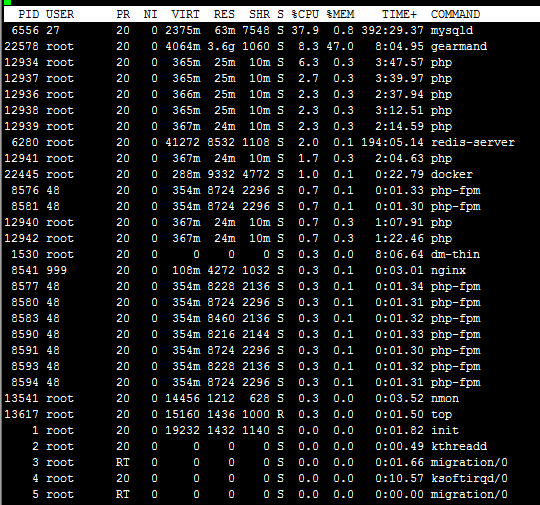 PID USER PR NI VIRT RES SHR S %CPU %MEM TIME+ COMMAND
6556 27 20 0 2375m 63m 7548 S 37.9 0.8 392:29.37 mysqld
22578 root 20 0 4064m 3.6g 1060 S 8.3 47.0 8:04.95 gearmand
12934 root 20 0 365m 25m 10m S 6.3 0.3 3:47.57 php
12937 root 20 0 365m 25m 10m S 2.7 0.3 3:39.97 php
12936 root 20 0 366m 25m 10m S 2.3 0.3 2:37.94 php
12938 root 20 0 365m 25m 10m S 2.3 0.3 3:12.51 php
12939 root 20 0 367m 24m 10m S 2.3 0.3 2:14.59 php
6280 root 20 0 41272 8532 1108 S 2.0 0.1 194:05.14 redis-server
12941 root 20 0 367m 24m 10m S 1.7 0.3 2:04.63 php
22445 root 20 0 288m 9332 4772 S 1.0 0.1 0:22.79 docker
8576 48 20 0 354m 8724 2296 S 0.7 0.1 0:01.33 php-fpm
8581 48 20 0 354m 8724 2296 S 0.7 0.1 0:01.30 php-fpm
12940 root 20 0 367m 24m 10m S 0.7 0.3 1:07.91 php
12942 root 20 0 367m 24m 10m S 0.7 0.3 1:22.46 php
1530 root 20 0 0 0 0 S 0.3 0.0 8:06.64 dm-thin
8541 999 20 0 108m 4272 1032 S 0.3 0.1 0:03.01 nginx
8577 48 20 0 354m 8228 2136 S 0.3 0.1 0:01.34 php-fpm
8580 48 20 0 354m 8724 2296 S 0.3 0.1 0:01.31 php-fpm
8583 48 20 0 354m 8460 2136 S 0.3 0.1 0:01.32 php-fpm
8590 48 20 0 354m 8216 2144 S 0.3 0.1 0:01.33 php-fpm
8591 48 20 0 354m 8724 2296 S 0.3 0.1 0:01.30 php-fpm
8593 48 20 0 354m 8228 2136 S 0.3 0.1 0:01.32 php-fpm
8594 48 20 0 354m 8724 2296 S 0.3 0.1 0:01.31 php-fpm
13541 root 20 0 14456 1212 628 S 0.3 0.0 0:03.52 nmon
13617 root 20 0 15160 1436 1000 R 0.3 0.0 0:01.50 top
1 root 20 0 19232 1432 1140 S 0.0 0.0 0:01.82 init
2 root 20 0 0 0 0 S 0.0 0.0 0:00.49 kthreadd
3 root RT 0 0 0 0 S 0.0 0.0 0:01.66 migration/0
4 root 20 0 0 0 0 S 0.0 0.0 0:10.57 ksoftirqd/0
5 root RT 0 0 0 0 S 0.0 0.0 0:00.00 migration/0